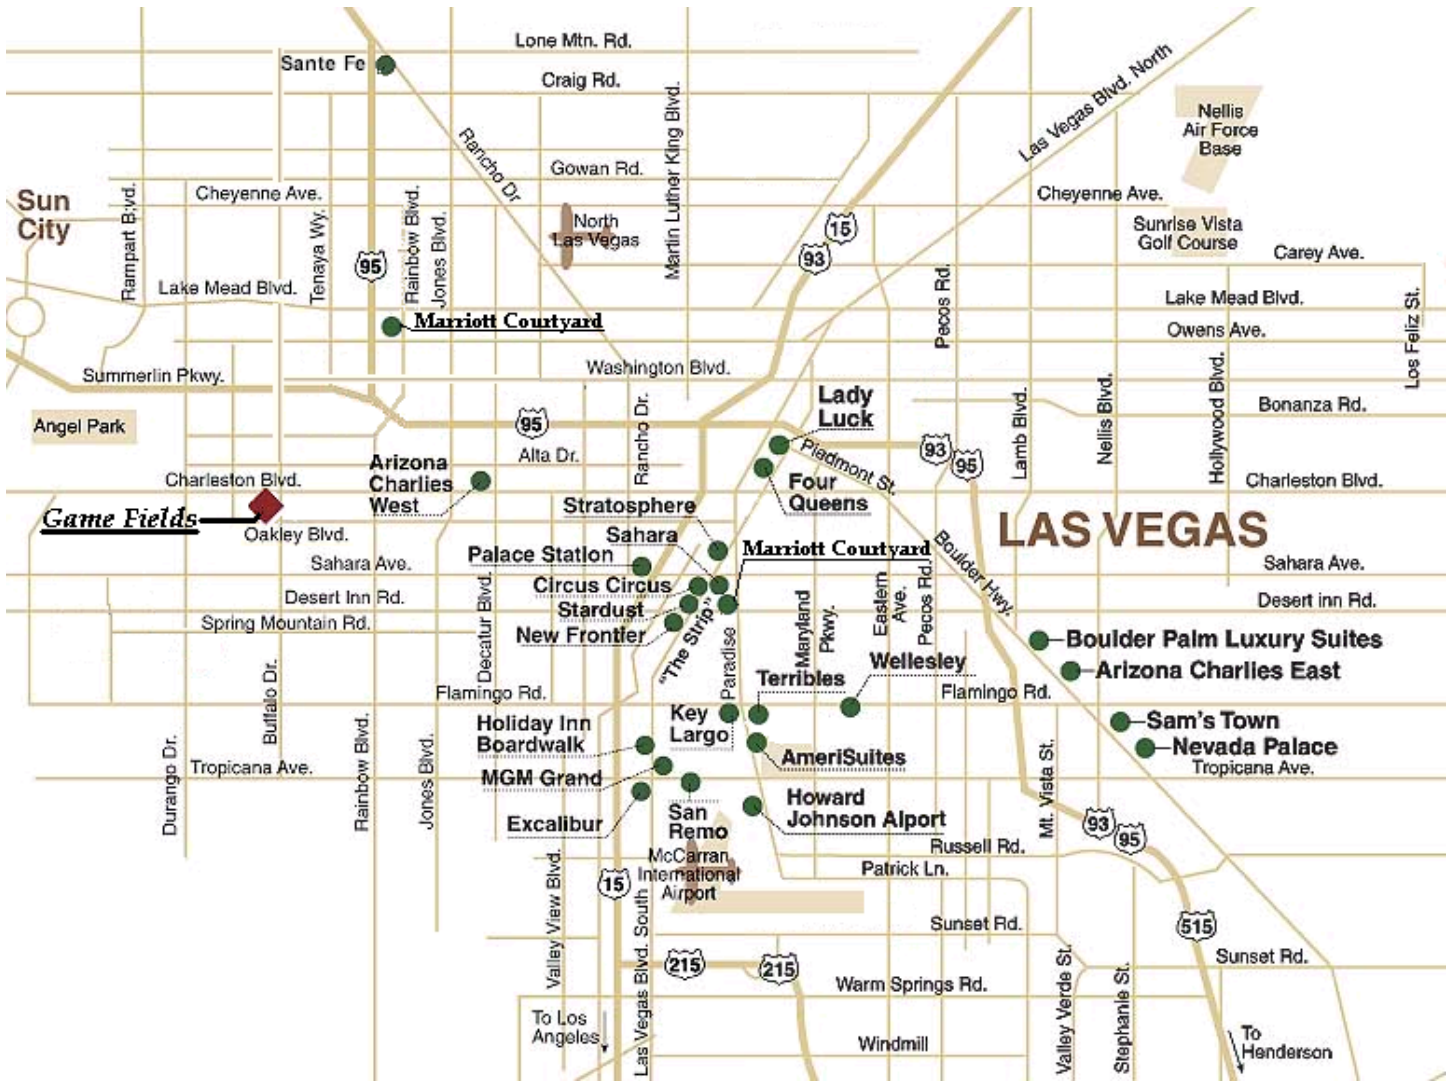 Lone Mtn. Rd.
Sante Fe
Craig Rd.
Las Vegas Blvd. North
Nellis
Air Force
Base
Rancho Dr
Martin Luther King Blvd.
Gowan Rd.
Sun
City
Rampart B:vd.
Cheyenne Ave.
Cheyenne Ave.
Tenaya Wy.
Rainbow Blvd.
Jones Blvd.
North
Las Vegas
15
93
Sunrise Vista
Golf Course
Carey Ave.
95
Lake Mead Blvd.
Pecos Rd.
Lake Mead Blvd.
Los Feliz St.
Marriott Courtyard
Owens Ave.
Summerlin Pkwy.
Washington Blvd.
Hollywood Blvd.
Lady
Luck
Lamb Blvd.
Nellis Blvd.
Bonanza Rd.
Angel Park
95
Rancho Dr.
93
95
Alta Dr.
Piedmont St.
Arizona
Charlies
West
Charleston Blvd.
Four
Queens
Charleston Blvd.
Game Fields
Stratosphere
LAS VEGAS
Oakley Blvd.
Sahara
Palace Station
Marriott Courtyard
Boulder Hwy.
Sahara Ave.
Sahara Ave.
Circus Circus
Desert Inn Rd.
Decatur Blvd.
Stardust
"The Strip"
Maryland
Pkwy.
Eastern
Ave.
Pecos Rd.
Desert inn Rd.
Spring Mountain Rd.
New Frontier
Paradise
Boulder Palm Luxury Suites
Wellesley
Arizona Charlies East
Terribles
Buffalo Dr.
Flamingo Rd.
Flamingo Rd.
Key
Largo
Sam's Town
Holiday Inn
Boardwalk
Nevada Palace
Durango Dr.
Rainbow Blvd.
Jones Blvd.
AmeriSuites
Mt. Vista St.
Tropicana Ave.
MGM Grand
Tropicana Ave.
Howard
Johnson AIport
San
Remo
Excalibur
93
95
Russell Rd.
McCarran
International
Airport
Patrick Ln.
Valley View Blvd.
15
Las Vegas Blvd. South
Sunset Rd.
515
215
215
Sunset Rd.
Warm Springs Rd.
Valley Verde St.
Stephanie St.
To Los
Angeles
Windmill
To
Henderson